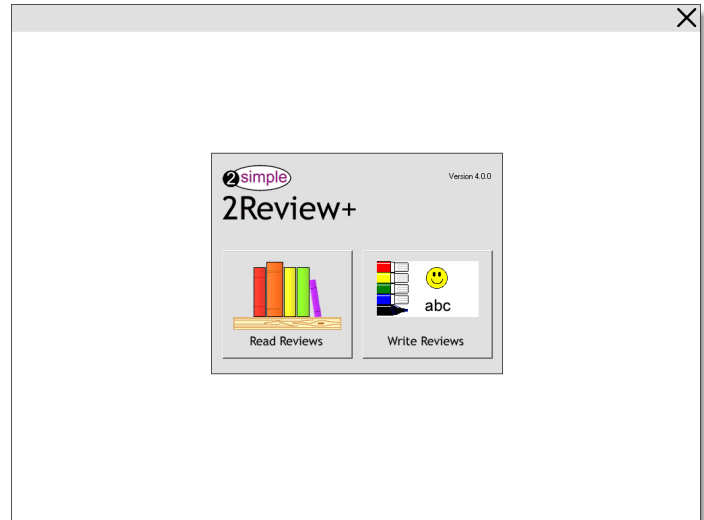 2simple
Version 4.0.0
2Review+
abc
Read Reviews
Write Reviews